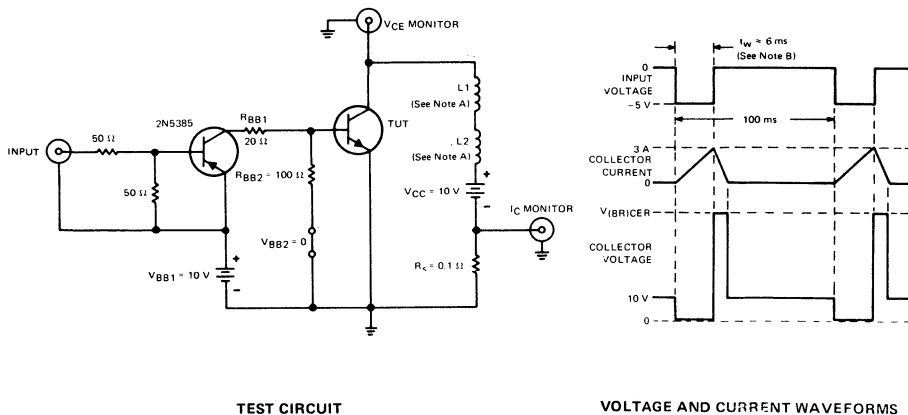 VCE MONITOR
L1
(See Note A)
L2
(See Note A)
2N5385
RBB1
20 Ω
TUT
50 Ω
INPUT
50 Ω
RBB2 = 100 Ω
VCC = 10 V
+
-
IC MONITOR
VBB2 = 0
+
VBB1 = 10 V
-
Rs = 0.1 Ω
TEST CIRCUIT
tw ≈ 6 ms
(See Note B)
0
INPUT
VOLTAGE
-5 V
100 ms
3 A
COLLECTOR
CURRENT
0
V(BR)CER
COLLECTOR
VOLTAGE
10 V
0
VOLTAGE AND CURRENT WAVEFORMS